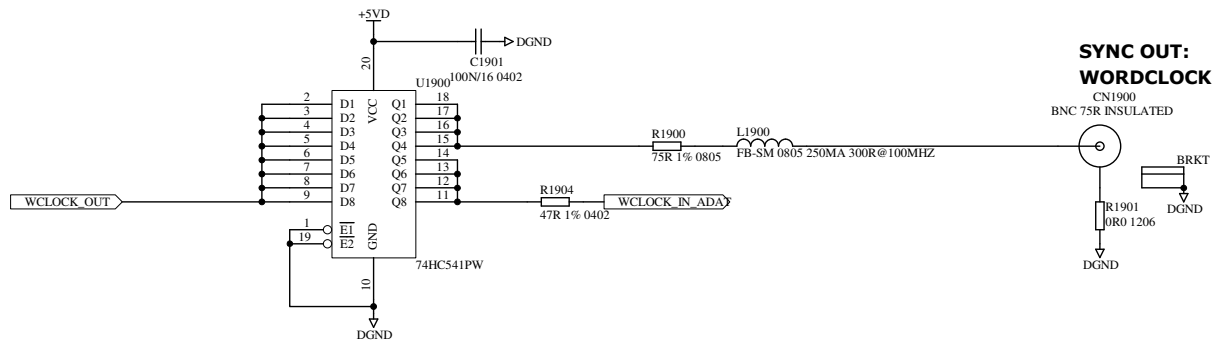 +5VD
DGND
C1901
100N/16 0402
SYNC OUT:
WORDCLOCK
CN1900
BNC 75R INSULATED
20
U1900
VCC
2 D1 Q1 18
3 D2 Q2 17
4 D3 Q3 16
5 D4 Q4 15
6 D5 Q5 14
7 D6 Q6 13
8 D7 Q7 12
9 D8 Q8 11
R1900
75R 1% 0805
L1900
FB-SM 0805 250MA 300R@100MHZ
BRKT
DGND
WCLOCK_OUT
R1904
47R 1% 0402
WCLOCK_IN_ADAT
R1901
0R0 1206
DGND
1 E1
19 E2
GND
74HC541PW
10
DGND